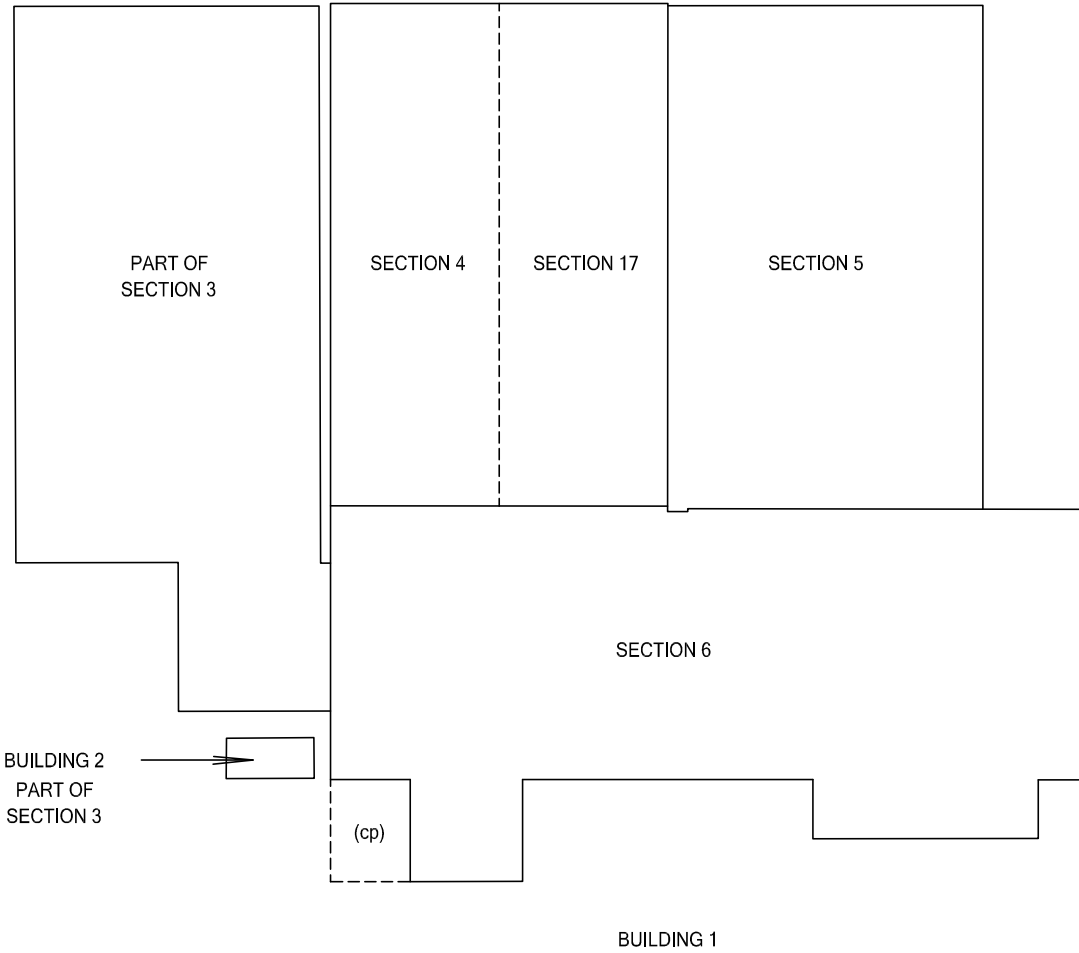 PART OF
SECTION 3
SECTION 4
SECTION 17
SECTION 5
SECTION 6
BUILDING 2
PART OF
SECTION 3
(cp)
BUILDING 1